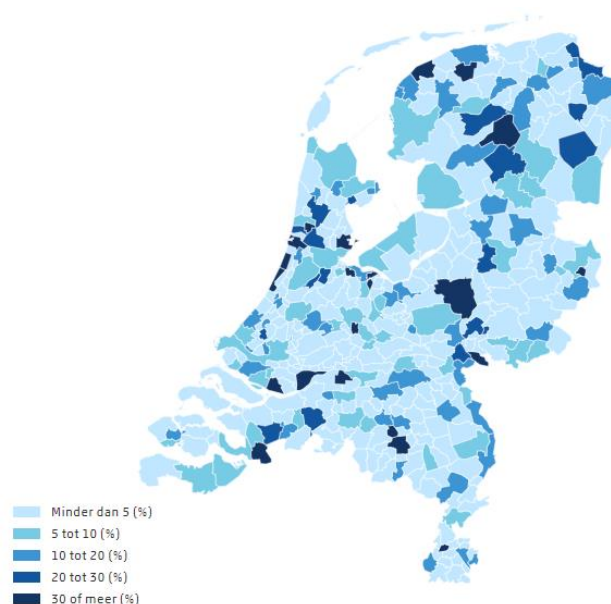 Minder dan 5 (%)
5 tot 10 (%)
10 tot 20 (%)
20 tot 30 (%)
30 of meer (%)